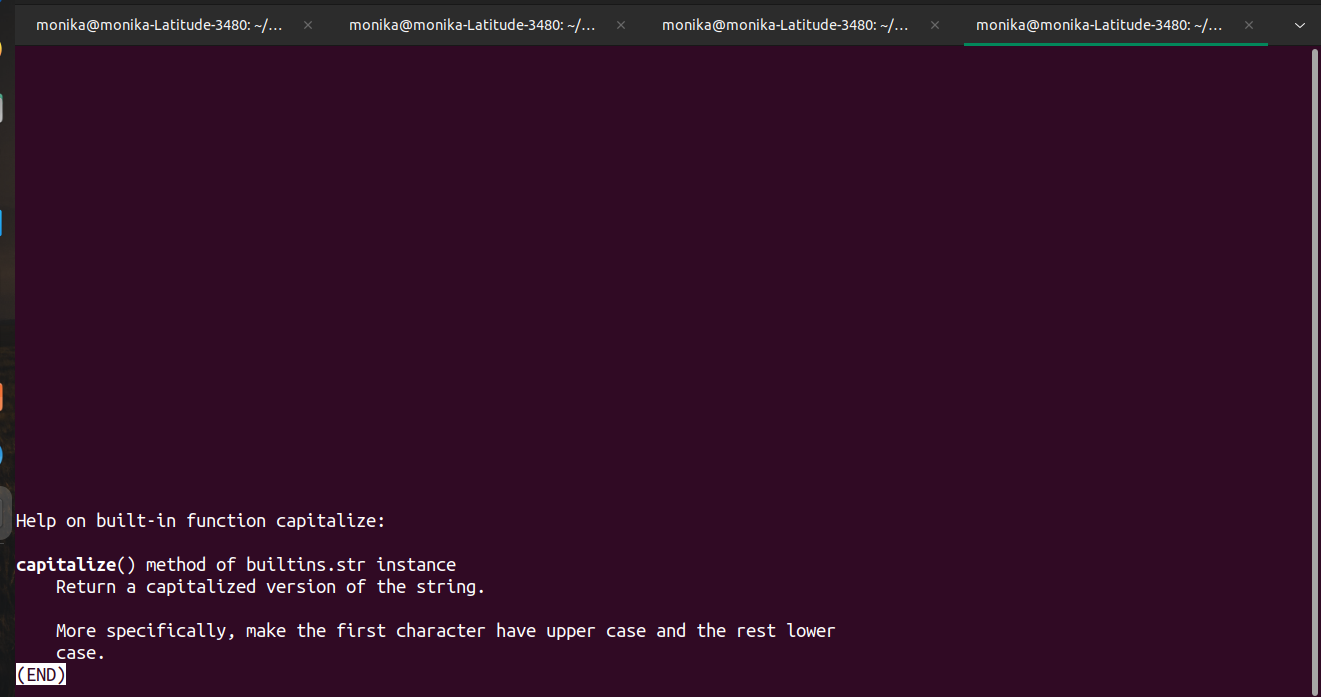 monika@monika-Latitude-3480: ~/...
monika@monika-Latitude-3480: ~/...
monika@monika-Latitude-3480: ~/...
monika@monika-Latitude-3480: ~/...
Help on built-in function capitalize:
capitalize() method of builtins.str instance
Return a capitalized version of the string.
More specifically, make the first character have upper case and the rest lower
case.
(END)